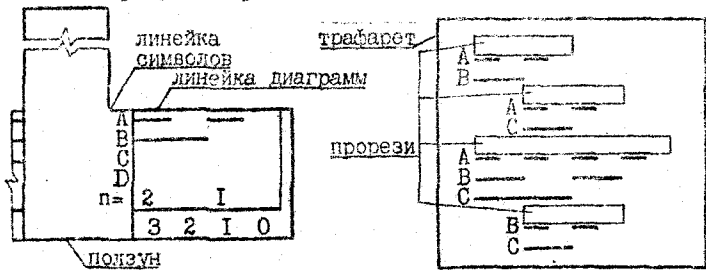 линейка
символов
линейка диаграмм
A
B
C
D
n= 2 I
3 2 I 0
ползун
трафарет
A
B
A
C
прорези
A
B
C
B
C